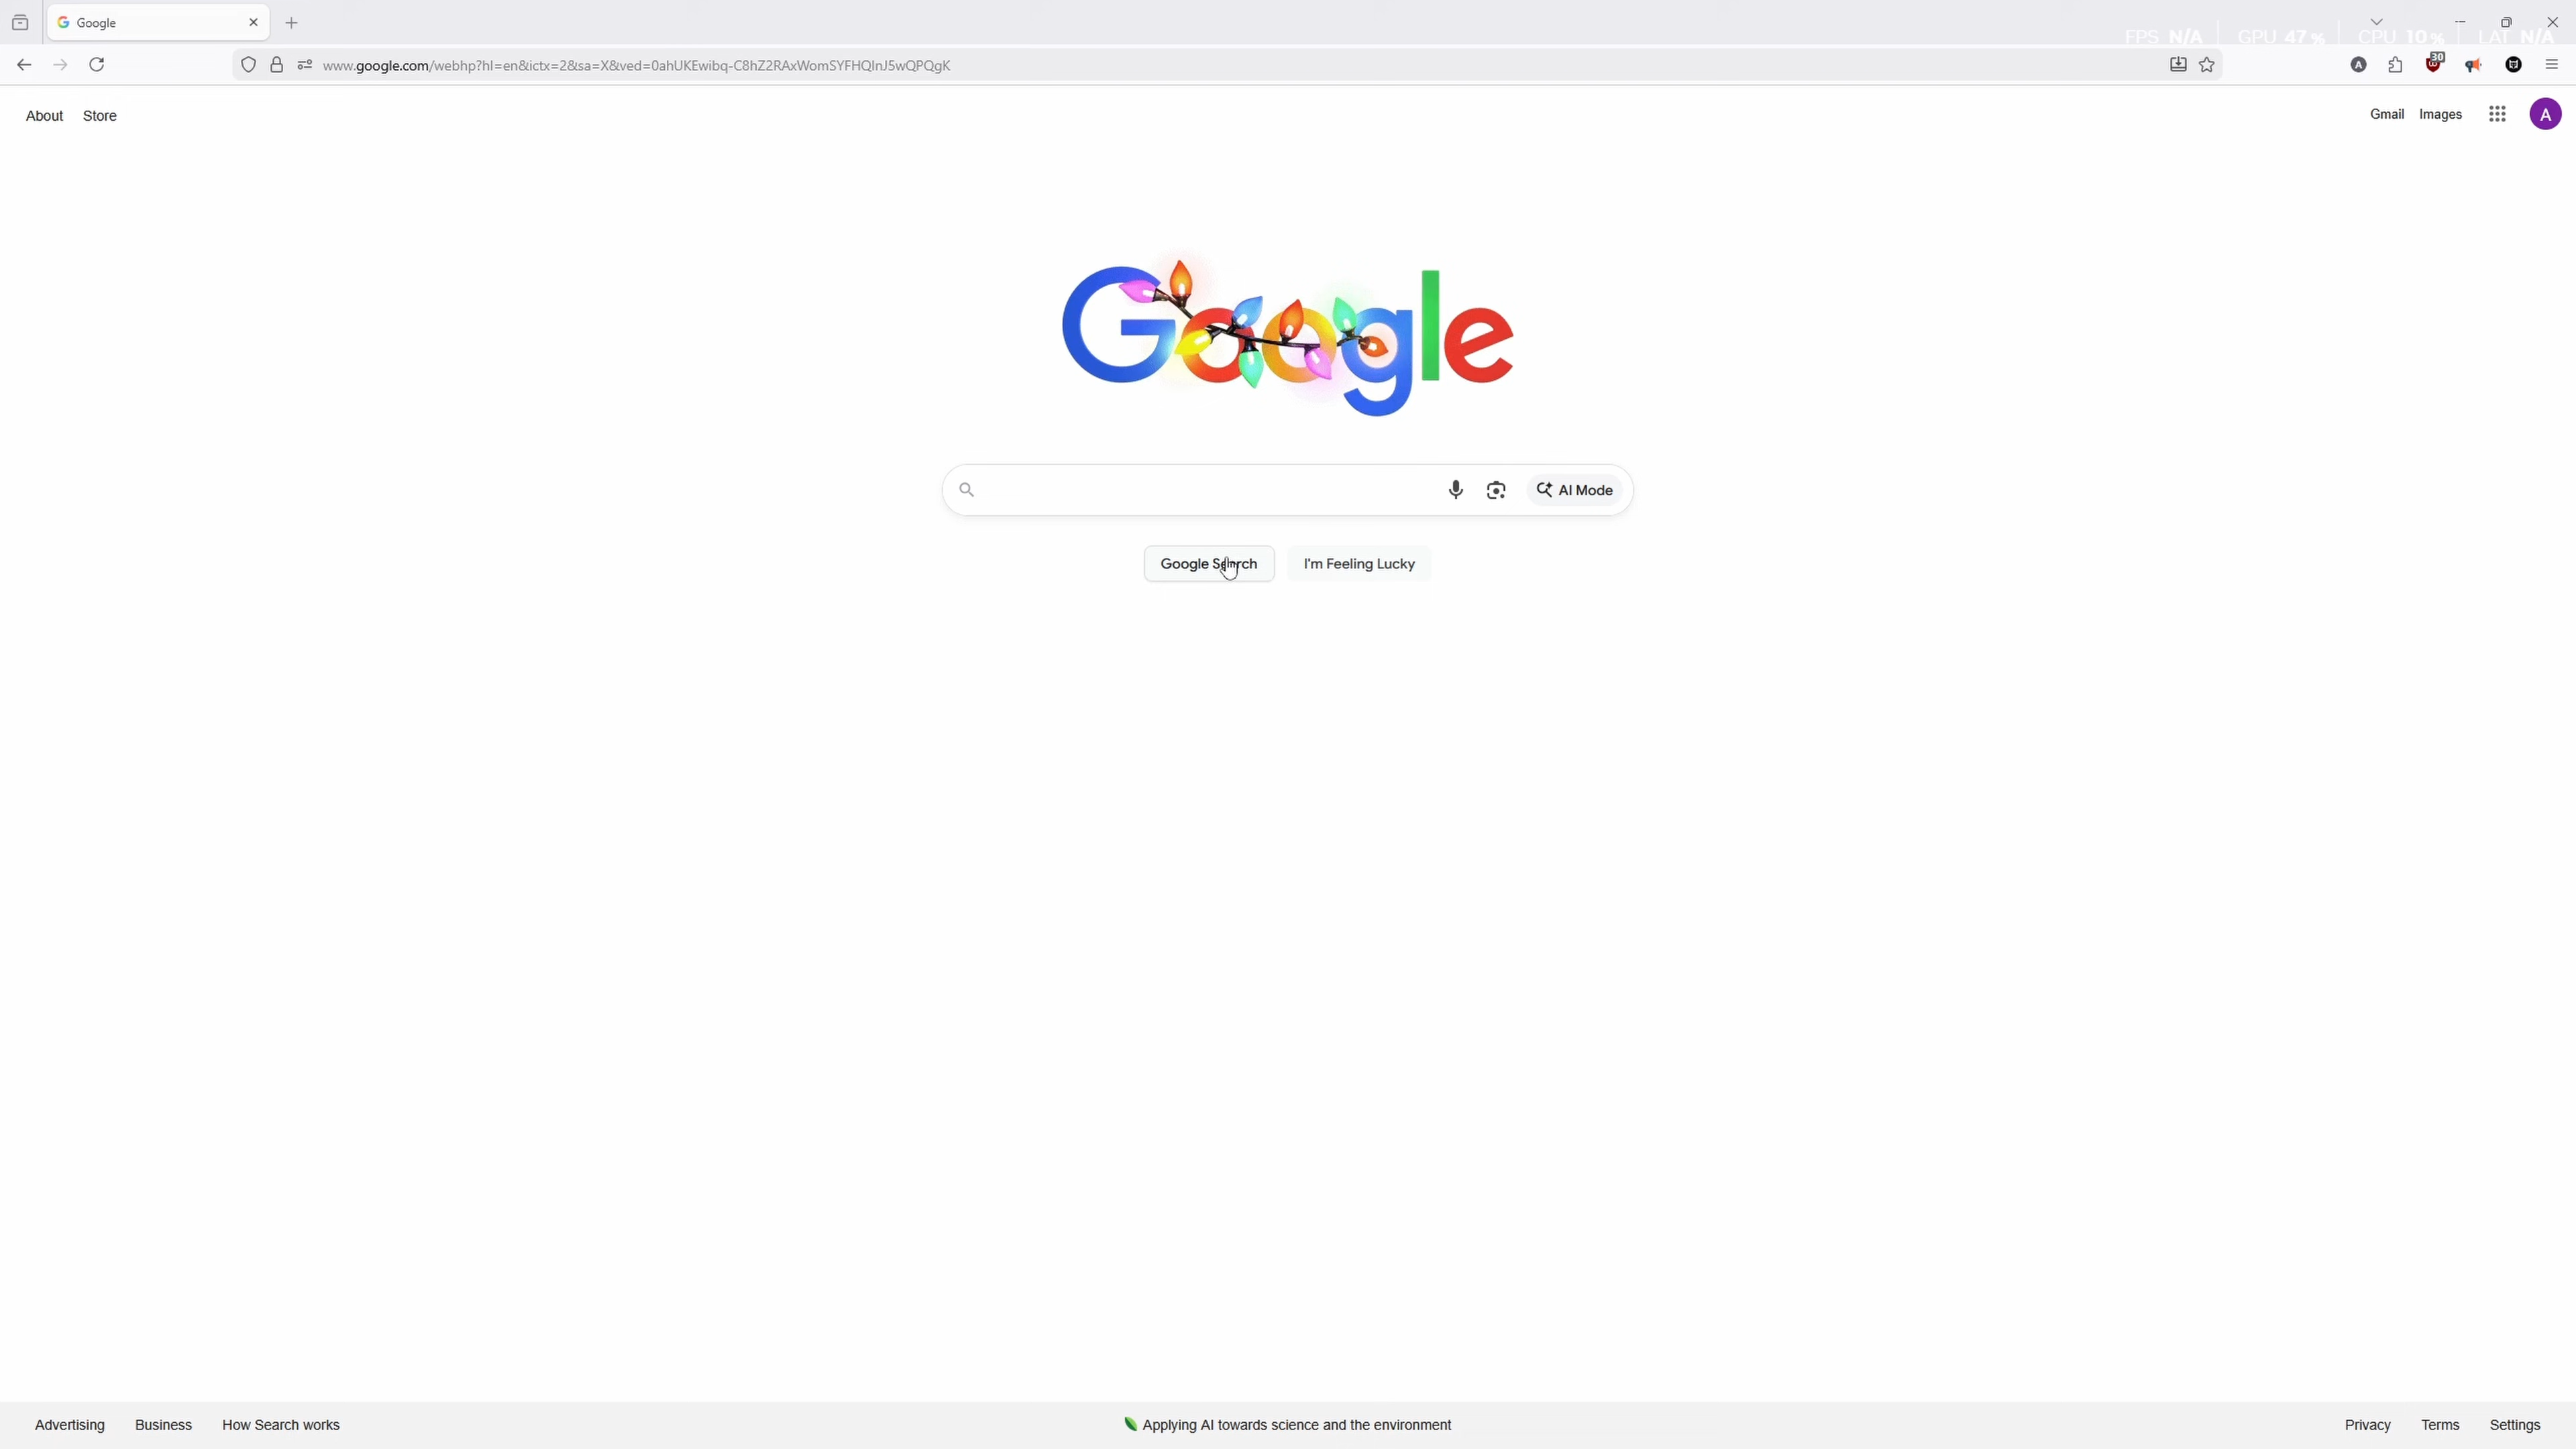 Google
FPS N/A GPU 47% CPU 10% LAT N/A
www.google.com/webhp?hl=en&ictx=2&sa=X&ved=0ahUKEwibq-C8hZ2RAxWomSYFHQlnJ5wQPQgK
30
A
About Store
Gmail Images
A
Google
AI Mode
Google Search I'm Feeling Lucky
Advertising Business How Search works
Applying AI towards science and the environment
Privacy Terms Settings